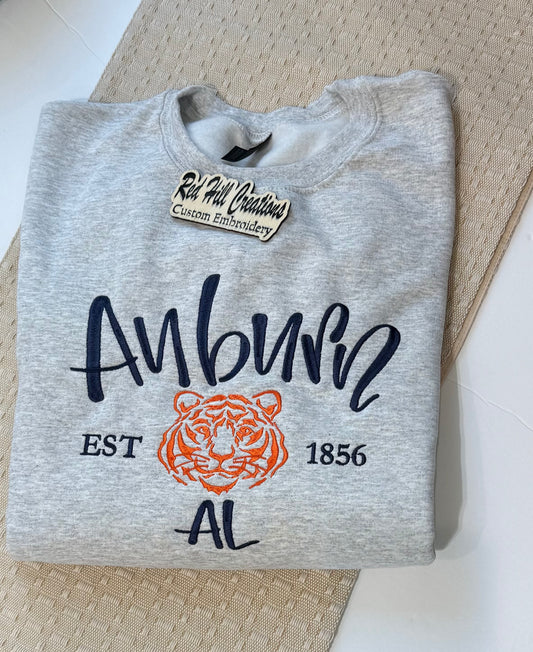 Red Hill Creations
Custom Embroidery
Auburn
EST 1856
AL